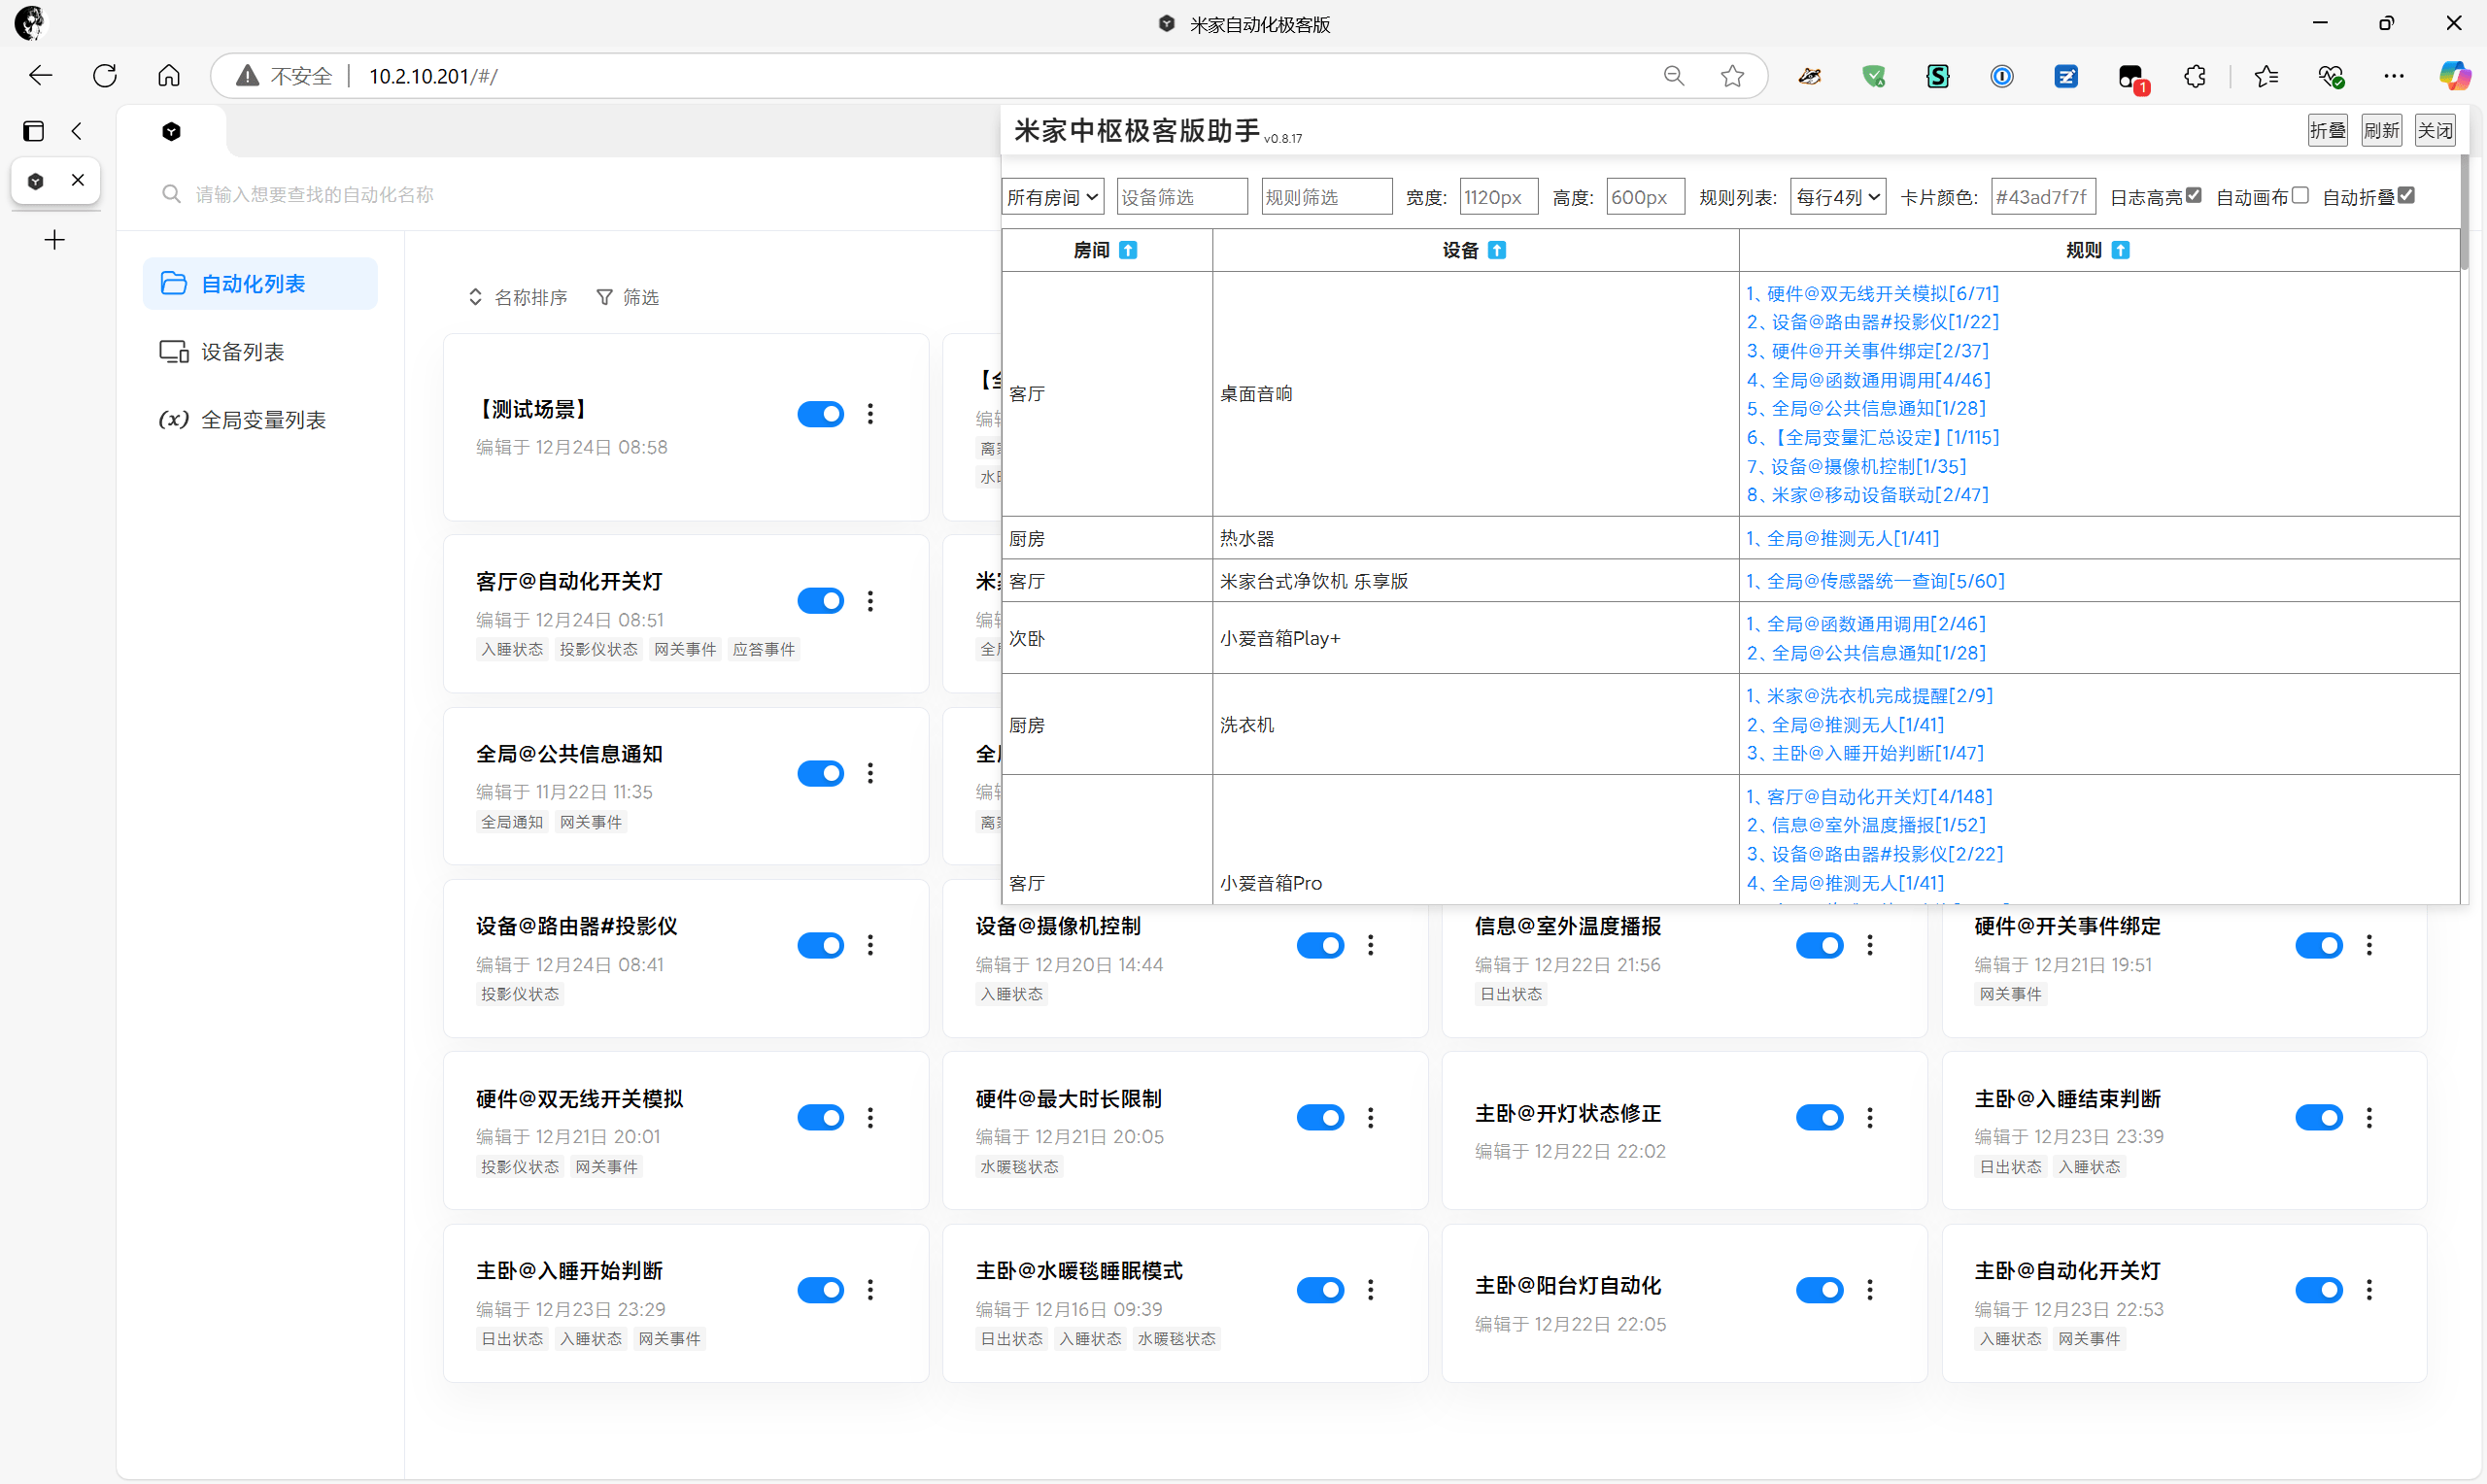 米家自动化极客版
不安全 10.2.10.201/#/
1
米家中枢极客版助手 v0.8.17
折叠 刷新 关闭
请输入想要查找的自动化名称
所有房间 设备筛选 规则筛选 宽度: 1120px 高度: 600px 规则列表: 每行4列 卡片颜色: #43ad7f7f 日志高亮 自动画布 自动折叠
自动化列表
设备列表
(x) 全局变量列表
名称排序 筛选
房间 设备 规则
客厅 桌面音响
1、硬件@双无线开关模拟[6/71]
2、设备@路由器#投影仪[1/22]
3、硬件@开关事件绑定[2/37]
4、全局@函数通用调用[4/46]
5、全局@公共信息通知[1/28]
6、【全局变量汇总设定】[1/115]
7、设备@摄像机控制[1/35]
8、米家@移动设备联动[2/47]
厨房 热水器 1、全局@推测无人[1/41]
客厅 米家台式净饮机 乐享版 1、全局@传感器统一查询[5/60]
次卧 小爱音箱Play+
1、全局@函数通用调用[2/46]
2、全局@公共信息通知[1/28]
厨房 洗衣机
1、米家@洗衣机完成提醒[2/9]
2、全局@推测无人[1/41]
3、主卧@入睡开始判断[1/47]
客厅 小爱音箱Pro
1、客厅@自动化开关灯[4/148]
2、信息@室外温度播报[1/52]
3、设备@路由器#投影仪[2/22]
4、全局@推测无人[1/41]
【测试场景】
编辑于 12月24日 08:58
客厅@自动化开关灯
编辑于 12月24日 08:51
入睡状态 投影仪状态 网关事件 应答事件
全局@公共信息通知
编辑于 11月22日 11:35
全局通知 网关事件
设备@路由器#投影仪
编辑于 12月24日 08:41
投影仪状态
设备@摄像机控制
编辑于 12月20日 14:44
入睡状态
信息@室外温度播报
编辑于 12月22日 21:56
日出状态
硬件@开关事件绑定
编辑于 12月21日 19:51
网关事件
硬件@双无线开关模拟
编辑于 12月21日 20:01
投影仪状态 网关事件
硬件@最大时长限制
编辑于 12月21日 20:05
水暖毯状态
主卧@开灯状态修正
编辑于 12月22日 22:02
主卧@入睡结束判断
编辑于 12月23日 23:39
日出状态 入睡状态
主卧@入睡开始判断
编辑于 12月23日 23:29
日出状态 入睡状态 网关事件
主卧@水暖毯睡眠模式
编辑于 12月16日 09:39
日出状态 入睡状态 水暖毯状态
主卧@阳台灯自动化
编辑于 12月22日 22:05
主卧@自动化开关灯
编辑于 12月23日 22:53
入睡状态 网关事件